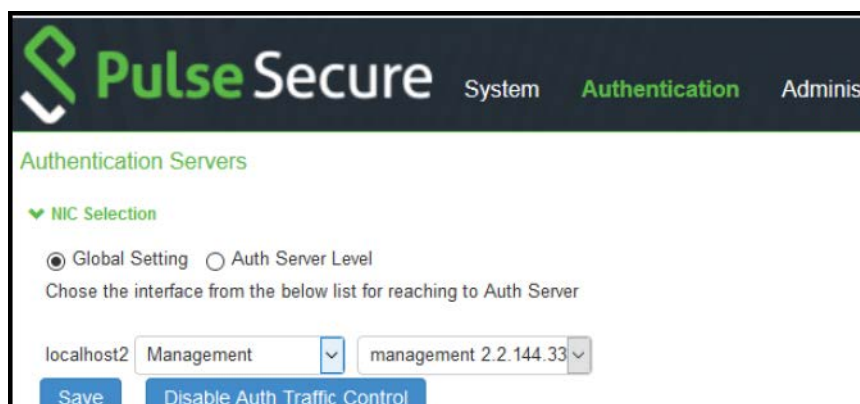 Pulse Secure System Authentication Adminis
Authentication Servers
NIC Selection
Global Setting Auth Server Level
Chose the interface from the below list for reaching to Auth Server
localhost2 Management management 2.2.144.33
Save Disable Auth Traffic Control